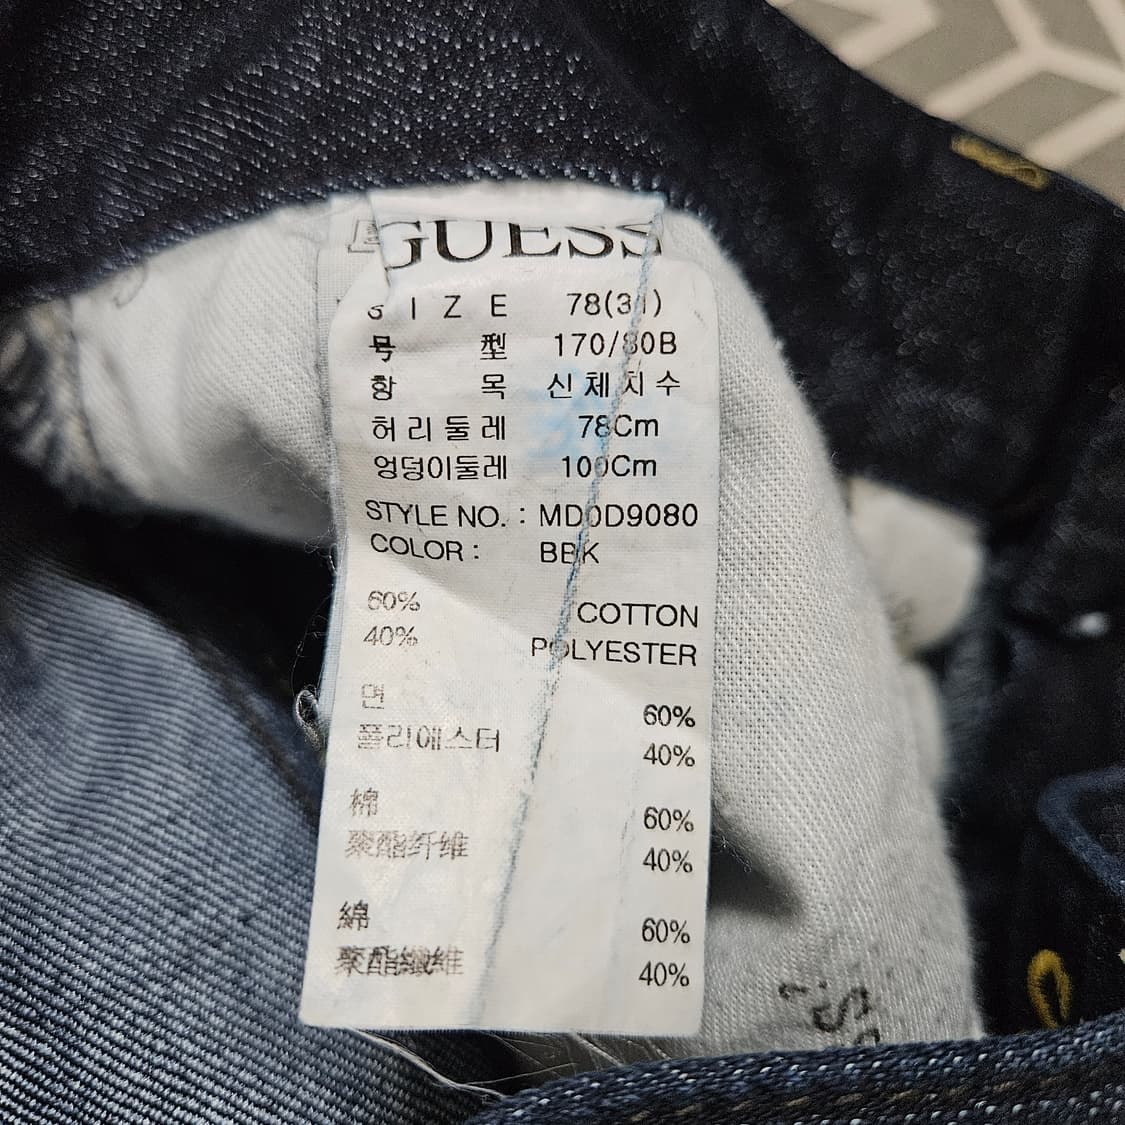 GUESS
SIZE 78(31)
号型 170/80B
항목 신체치수
허리둘레 78Cm
엉덩이둘레 100Cm
STYLE NO. : MD0D9080
COLOR : BBK
60% COTTON
40% POLYESTER
면 60%
폴리에스터 40%
棉 60%
聚酯纤维 40%
綿 60%
聚酯纖維 40%